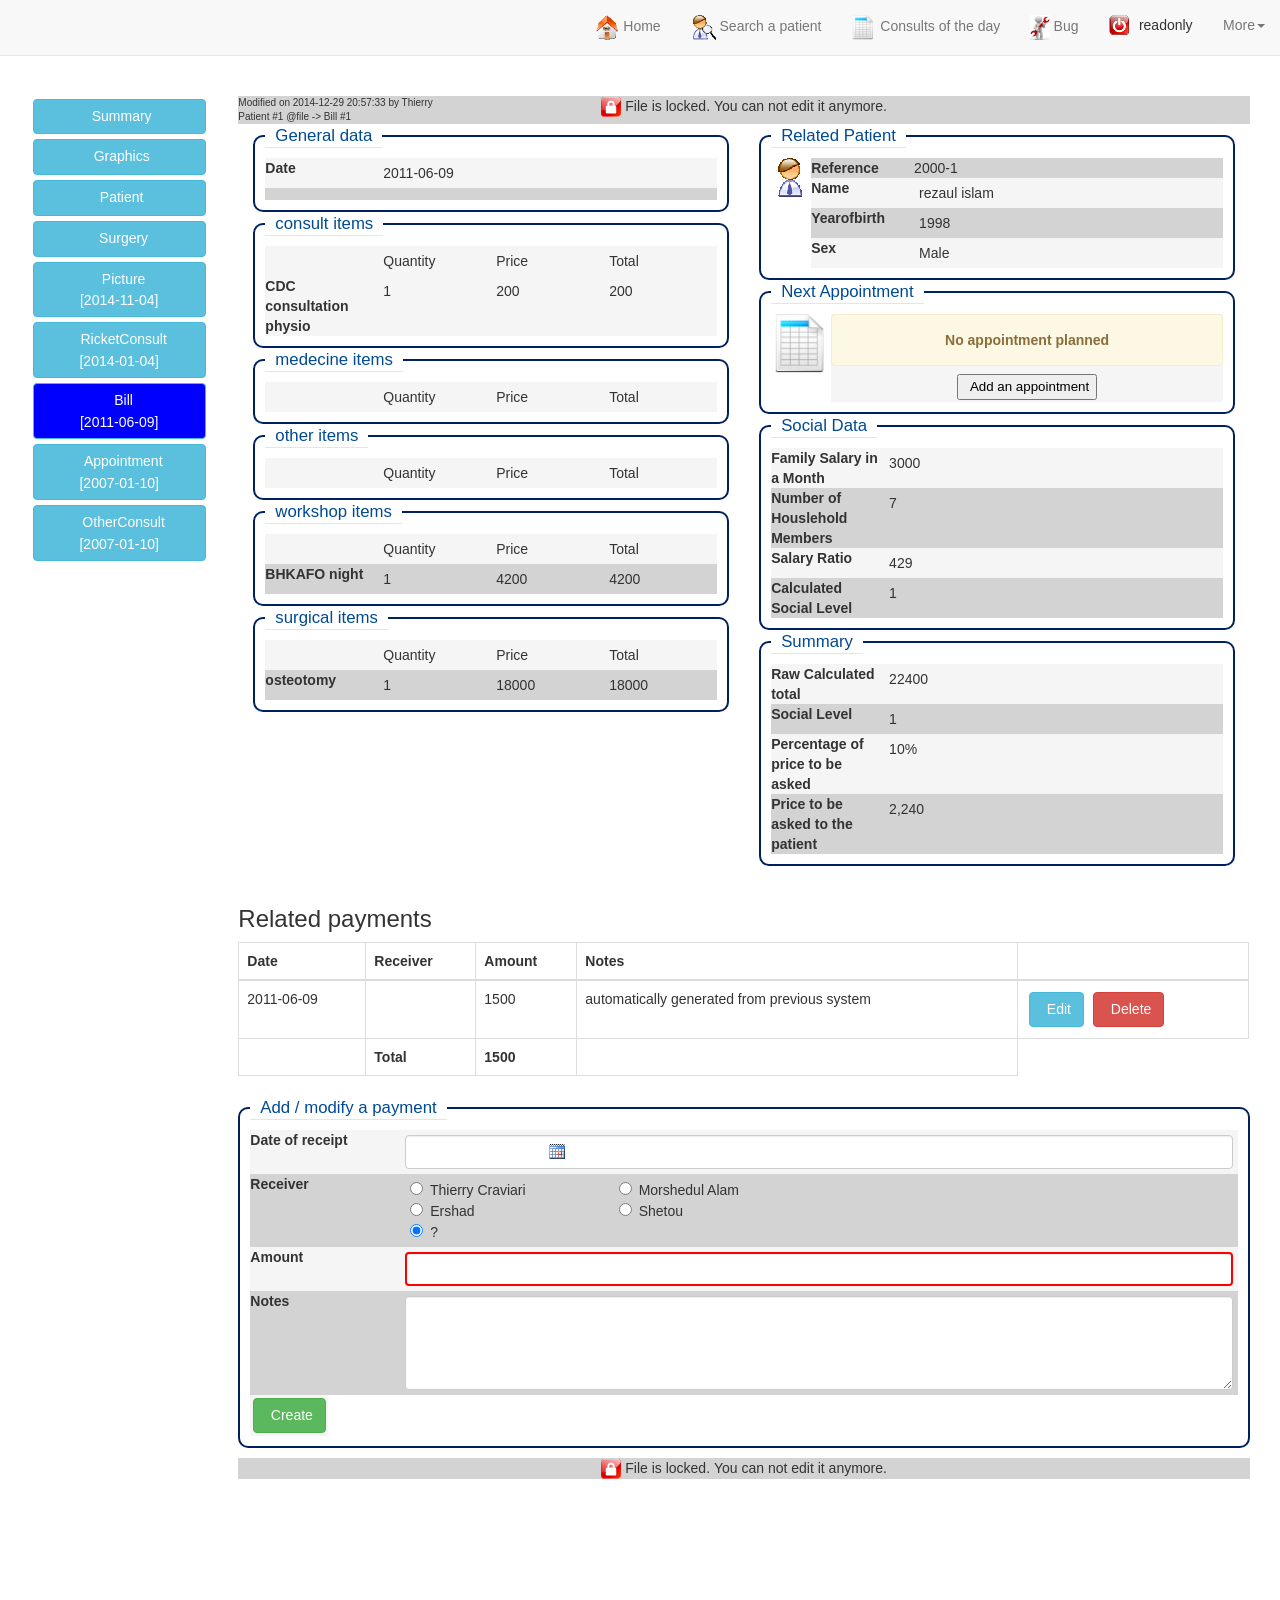 Home Search a patient Consults of the day Bug readonly More
Summary
Graphics
Patient
Surgery
Picture
[2014-11-04]
RicketConsult
[2014-01-04]
Bill
[2011-06-09]
Appointment
[2007-01-10]
OtherConsult
[2007-01-10]
Modified on 2014-12-29 20:57:33 by Thierry
Patient #1 @file -> Bill #1
File is locked. You can not edit it anymore.
General data
Date 2011-06-09
consult items
Quantity Price Total
CDC consultation physio 1 200 200
medecine items
Quantity Price Total
other items
Quantity Price Total
workshop items
Quantity Price Total
BHKAFO night 1 4200 4200
surgical items
Quantity Price Total
osteotomy 1 18000 18000
Related Patient
Reference 2000-1
Name rezaul islam
Yearofbirth 1998
Sex Male
Next Appointment
No appointment planned
Add an appointment
Social Data
Family Salary in a Month 3000
Number of Houslehold Members 7
Salary Ratio 429
Calculated Social Level 1
Summary
Raw Calculated total 22400
Social Level 1
Percentage of price to be asked 10%
Price to be asked to the patient 2,240
Related payments
Date Receiver Amount Notes
2011-06-09 1500 automatically generated from previous system Edit Delete
Total 1500
Add / modify a payment
Date of receipt
Receiver Thierry Craviari Morshedul Alam
Ershad Shetou
?
Amount
Notes
Create
File is locked. You can not edit it anymore.